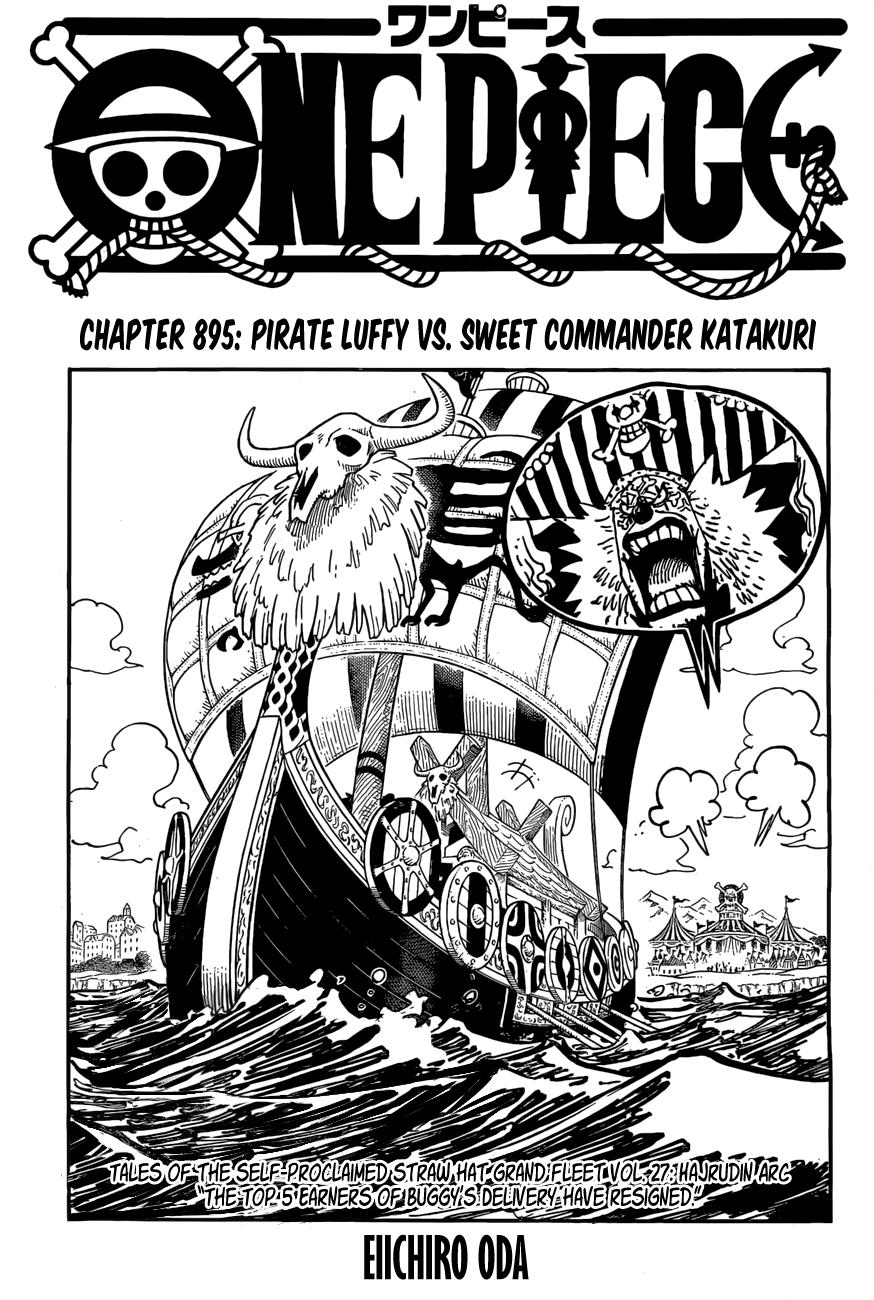 ワンピース
ONE PIECE
CHAPTER 895: PIRATE LUFFY VS. SWEET COMMANDER KATAKURI
TALES OF THE SELF-PROCLAIMED STRAW HAT GRAND FLEET VOL. 27: HAJRUDIN ARC
"THE TOP 5 EARNERS OF BUGGY'S DELIVERY HAVE RESIGNED."
EIICHIRO ODA